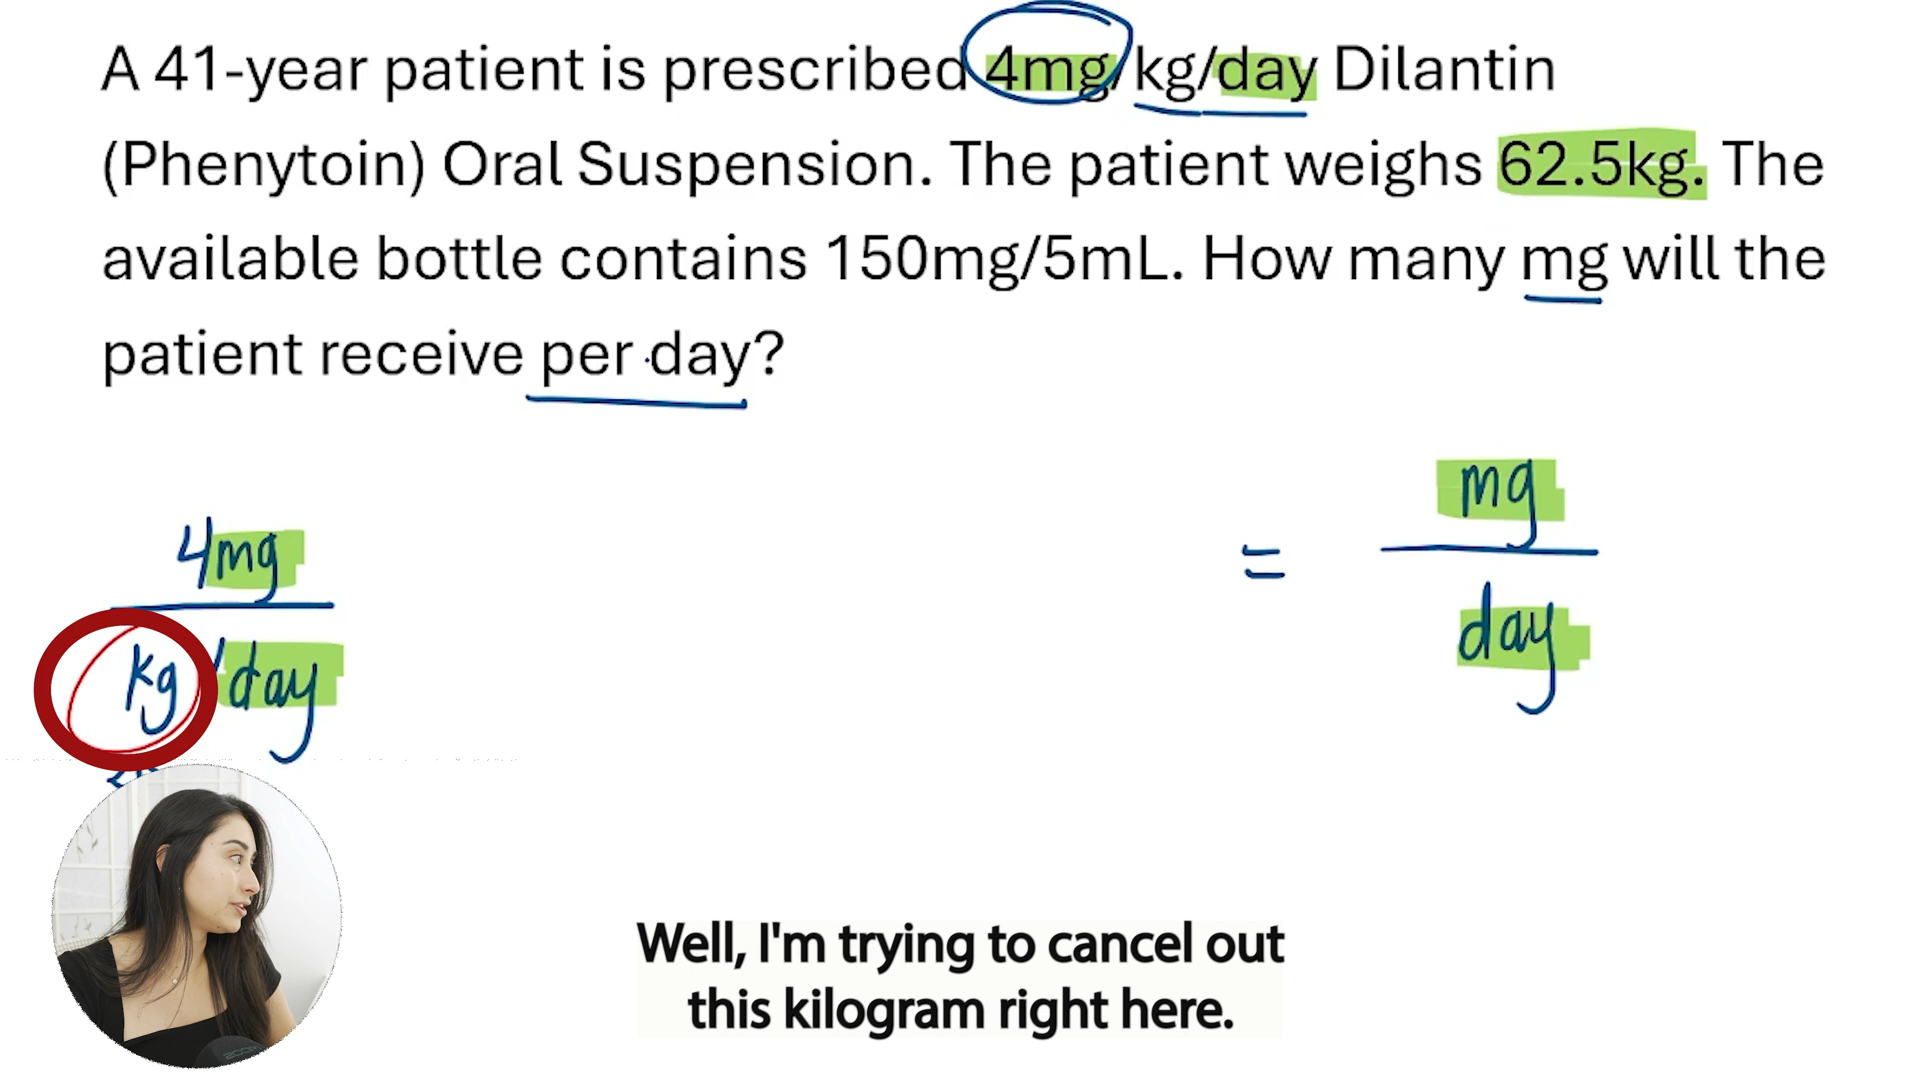 A 41-year patient is prescribed 4mg/kg/day Dilantin
(Phenytoin) Oral Suspension. The patient weighs 62.5kg. The
available bottle contains 150mg/5mL. How many mg will the
patient receive per day?
4mg
kg/day
=
mg
day
Well, I'm trying to cancel out
this kilogram right here.